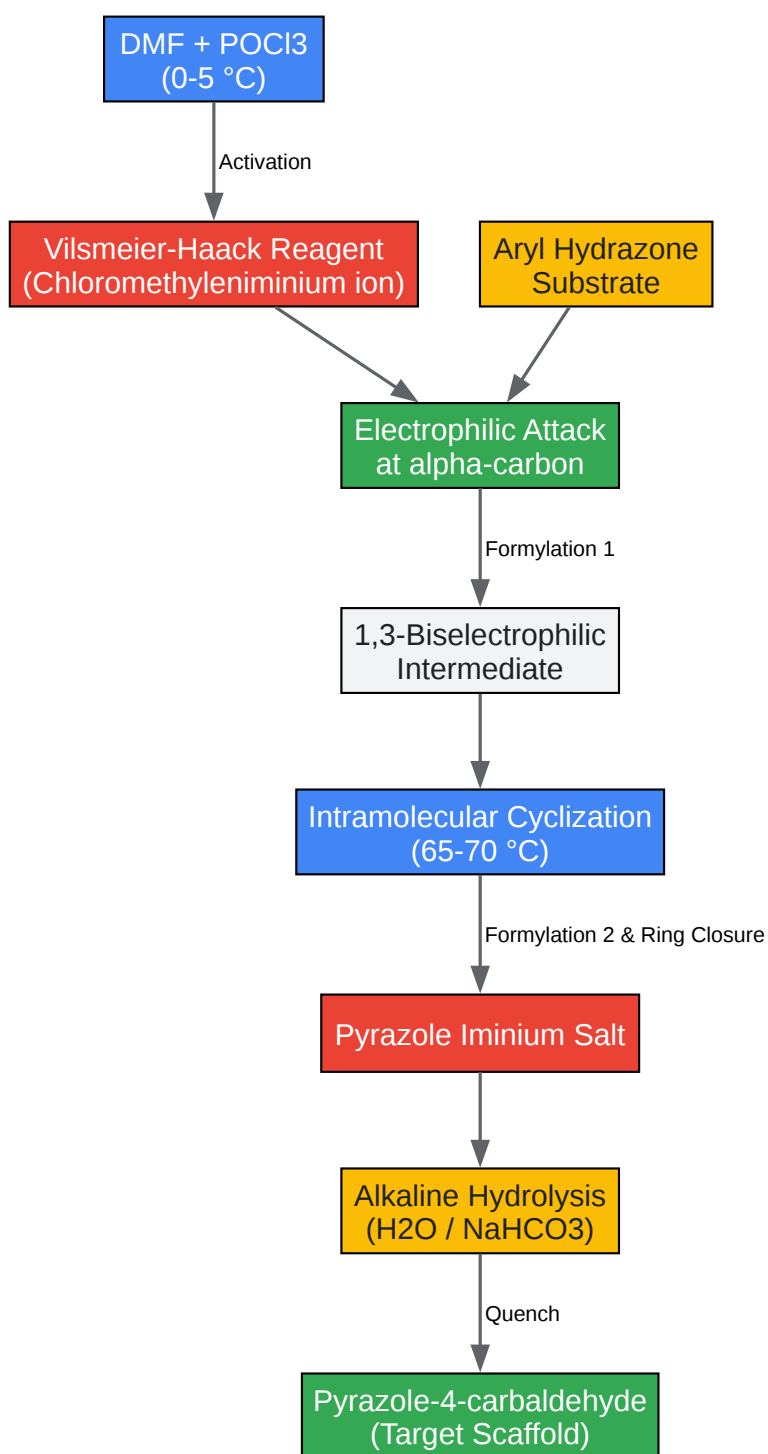 DMF + POCl3
(0-5 °C)
Activation
Vilsmeier-Haack Reagent
(Chloromethyleniminium ion)
Aryl Hydrazone
Substrate
Electrophilic Attack
at alpha-carbon
Formylation 1
1,3-Biselectrophilic
Intermediate
Intramolecular Cyclization
(65-70 °C)
Formylation 2 & Ring Closure
Pyrazole Iminium Salt
Alkaline Hydrolysis
(H2O / NaHCO3)
Quench
Pyrazole-4-carbaldehyde
(Target Scaffold)